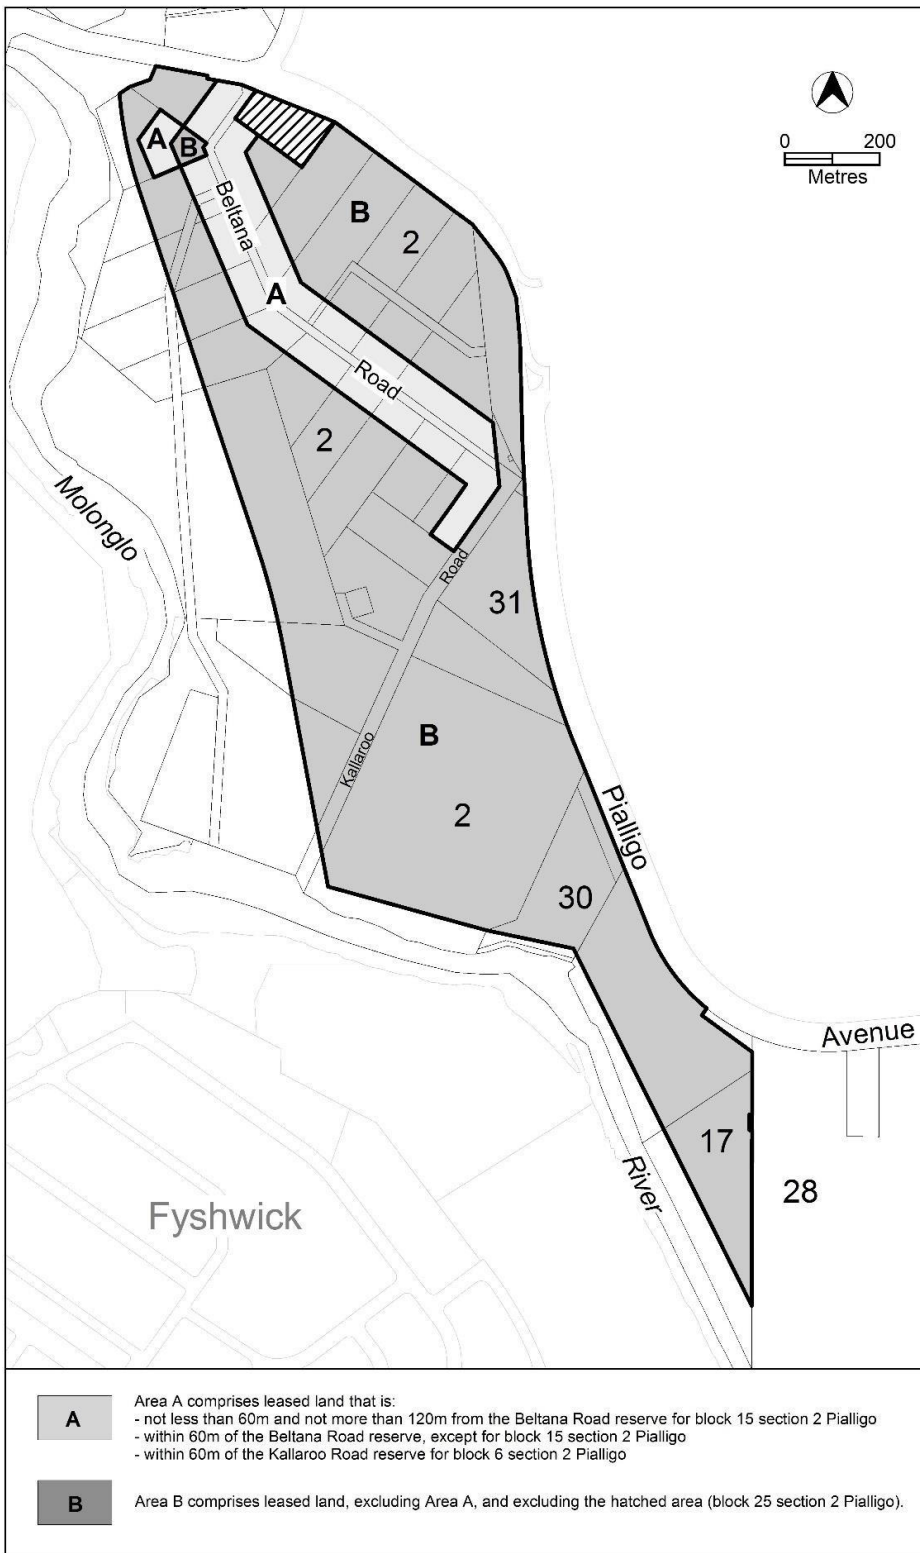 0 200
Metres
A
B
Beltana
B
2
A
Road
2
Molonglo
Road
31
B
Kallaroo
2
Pialligo
30
Avenue
17
28
River
Fyshwick
A
Area A comprises leased land that is:
- not less than 60m and not more than 120m from the Beltana Road reserve for block 15 section 2 Pialligo
- within 60m of the Beltana Road reserve, except for block 15 section 2 Pialligo
- within 60m of the Kallaroo Road reserve for block 6 section 2 Pialligo
B
Area B comprises leased land, excluding Area A, and excluding the hatched area (block 25 section 2 Pialligo).